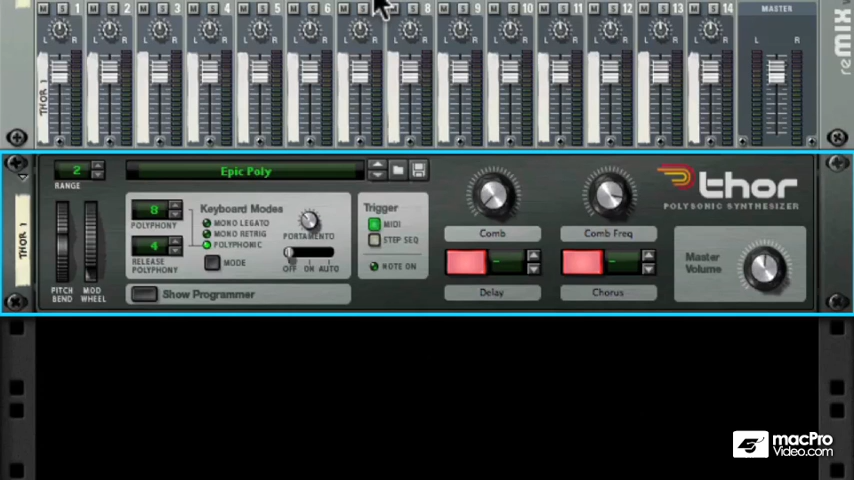 M S 1 M S 2 M S 3 M S 4 M S 5 M S 6 M S 7 M S 8 M S 9 M S 10 M S 11 M S 12 M S 13 M S 14 MASTER
L R L R L R L R L R L R L R L R L R L R L R L R L R L R L R
THOR 1
reMIX
2
RANGE
Epic Poly
thor
POLYSONIC SYNTHESIZER
8
POLYPHONY
4
RELEASE
POLYPHONY
Keyboard Modes
MONO LEGATO
MONO RETRIG
POLYPHONIC
MODE
PORTAMENTO
OFF ON AUTO
Trigger
MIDI
STEP SEQ
NOTE ON
Comb
Comb Freq
Delay
Chorus
Master
Volume
THOR 1
PITCH
BEND
MOD
WHEEL
Show Programmer
macPro
Video.com